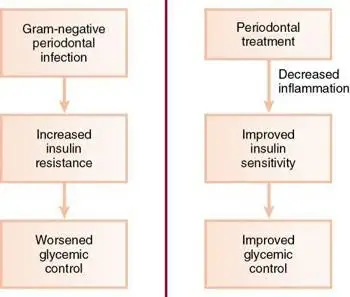 Gram-negative
periodontal
infection
Increased
insulin
resistance
Worsened
glycemic
control
Periodontal
treatment
Decreased
inflammation
Improved
insulin
sensitivity
Improved
glycemic
control